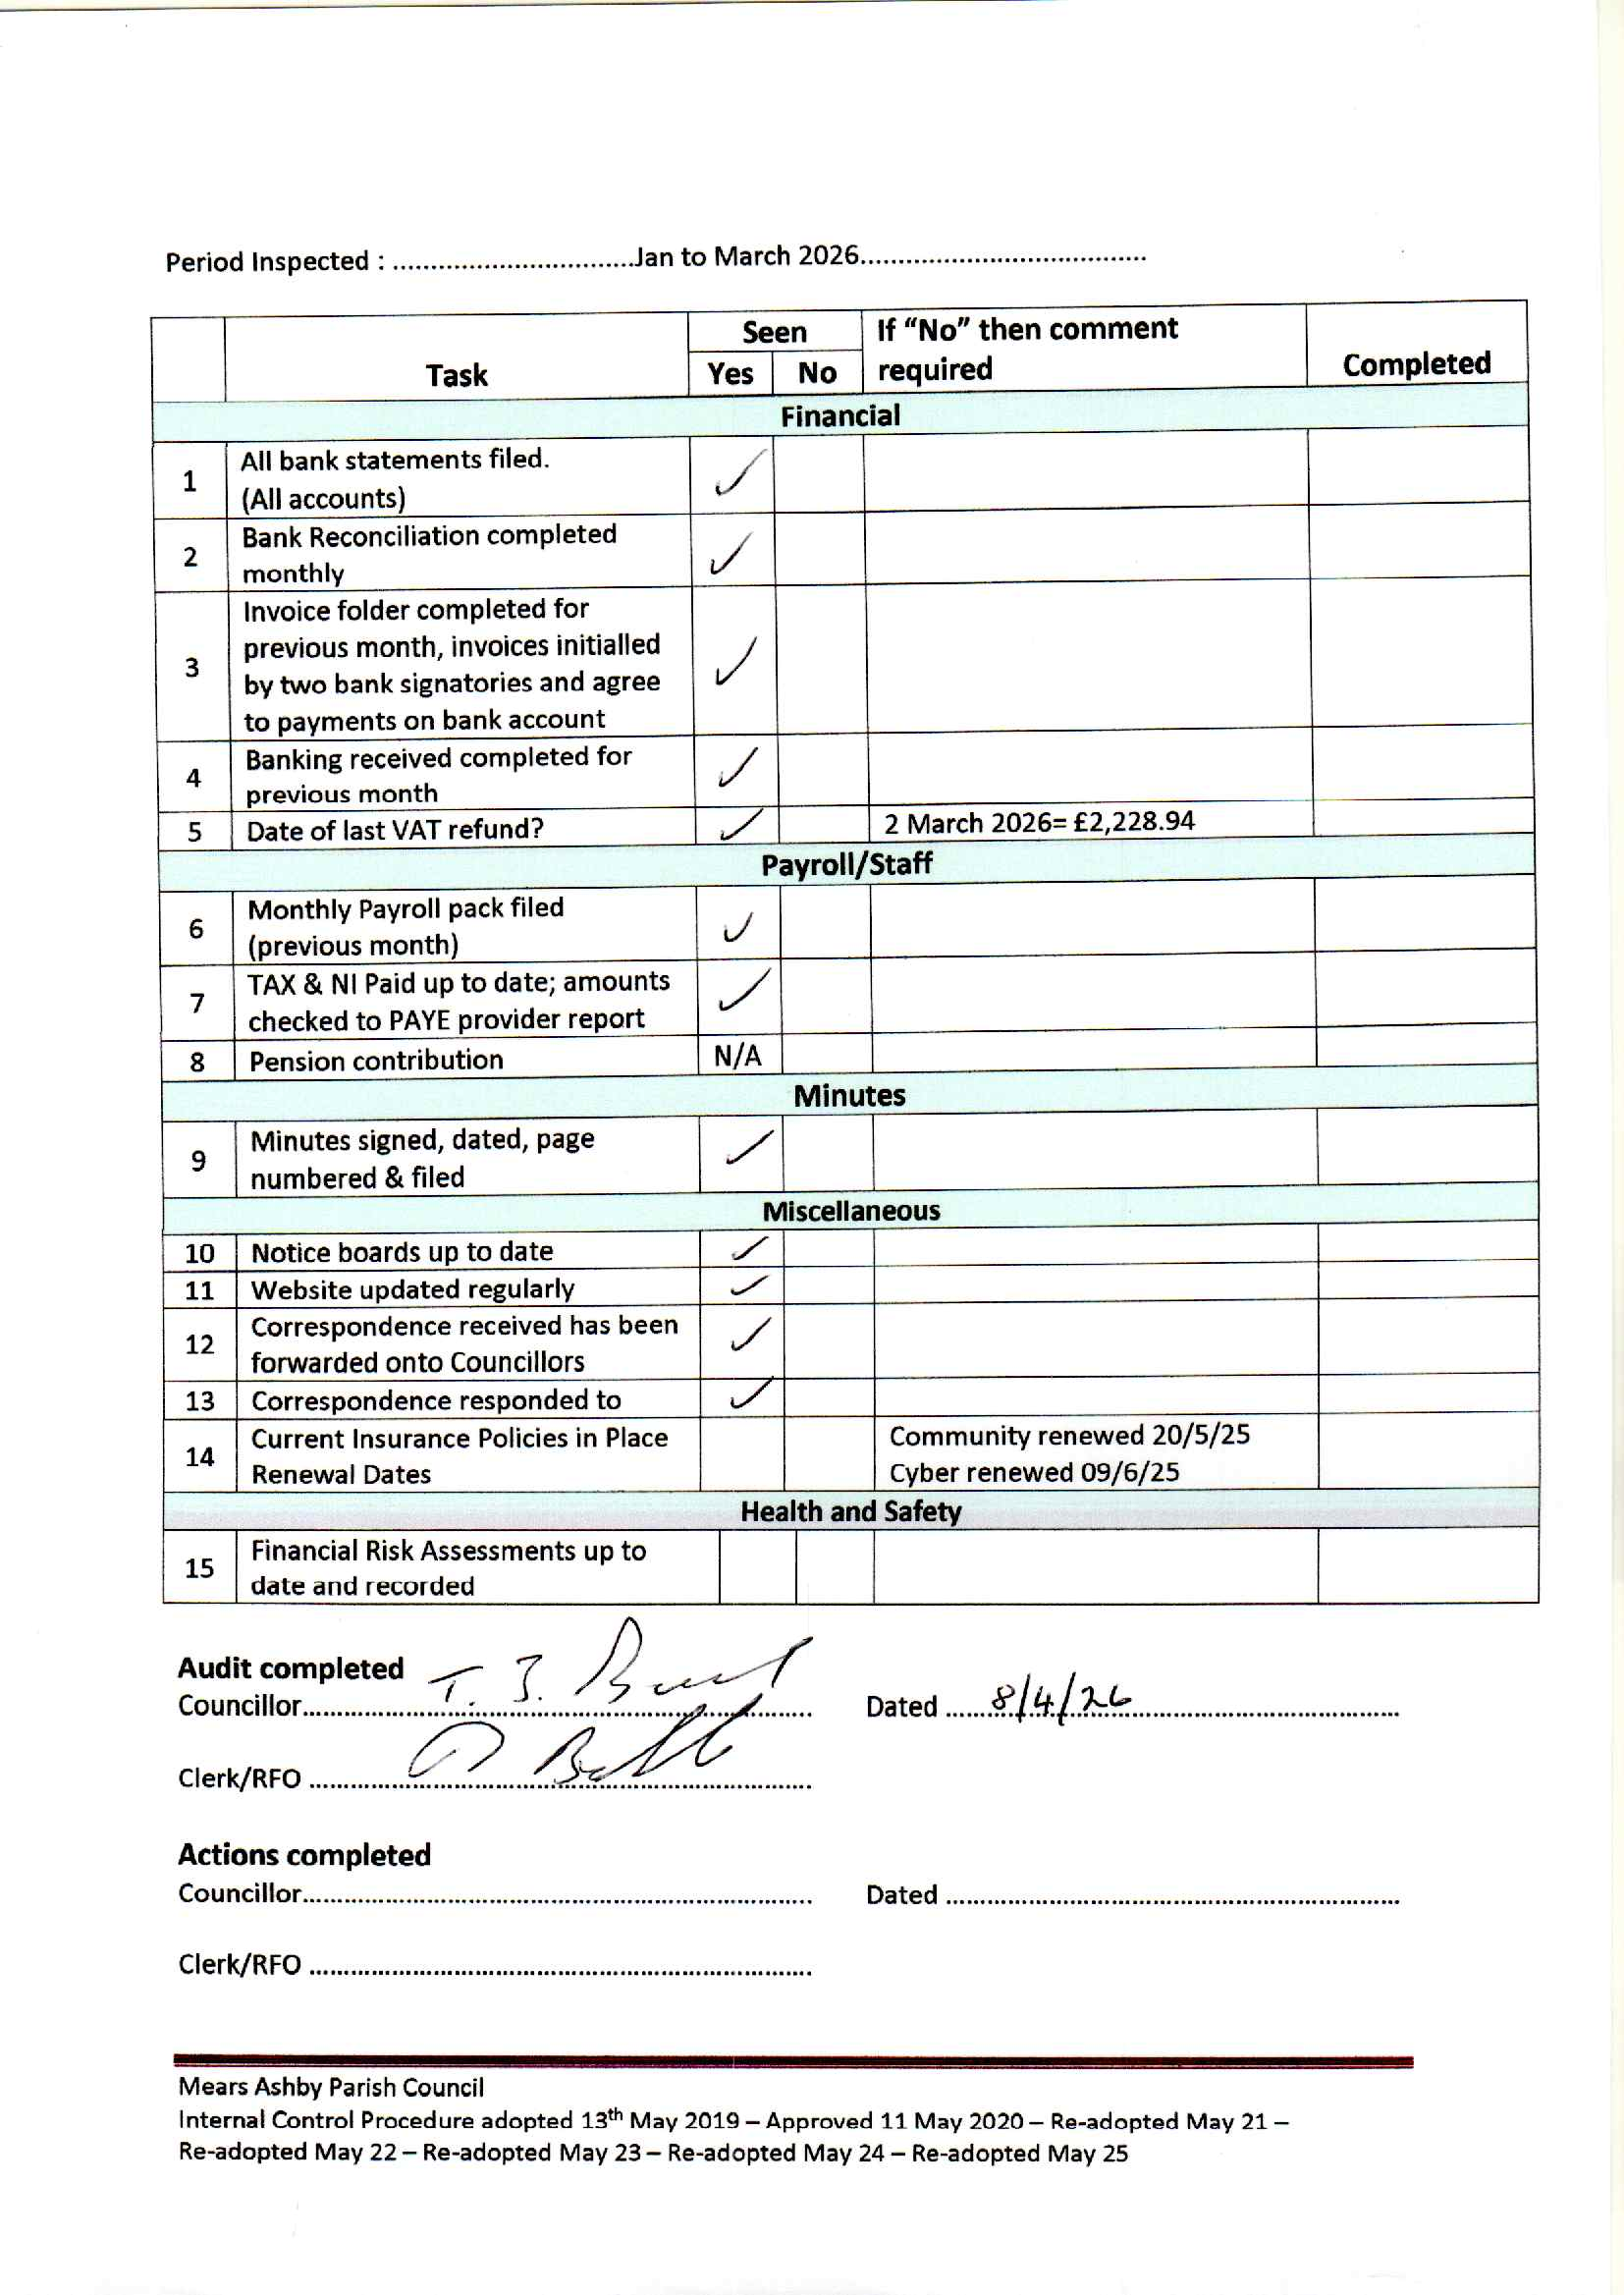 Period Inspected : ................................Jan to March 2026......................................
Task
Seen
Yes No
If “No” then comment
required
Completed
Financial
1 All bank statements filed.
(All accounts) ✓
2 Bank Reconciliation completed
monthly ✓
3 Invoice folder completed for
previous month, invoices initialled
by two bank signatories and agree
to payments on bank account ✓
4 Banking received completed for
previous month ✓
5 Date of last VAT refund? ✓ 2 March 2026= £2,228.94
Payroll/Staff
6 Monthly Payroll pack filed
(previous month) ✓
7 TAX & NI Paid up to date; amounts
checked to PAYE provider report ✓
8 Pension contribution N/A
Minutes
9 Minutes signed, dated, page
numbered & filed ✓
Miscellaneous
10 Notice boards up to date ✓
11 Website updated regularly ✓
12 Correspondence received has been
forwarded onto Councillors ✓
13 Correspondence responded to ✓
14 Current Insurance Policies in Place
Renewal Dates
Community renewed 20/5/25
Cyber renewed 09/6/25
Health and Safety
15 Financial Risk Assessments up to
date and recorded
Audit completed
Councillor.................... T. J. Dated ......8/4/26......
Clerk/RFO ....................
Actions completed
Councillor.................... Dated ....................
Clerk/RFO ....................
Mears Ashby Parish Council
Internal Control Procedure adopted 13th May 2019 – Approved 11 May 2020 – Re-adopted May 21 –
Re-adopted May 22 – Re-adopted May 23 – Re-adopted May 24 – Re-adopted May 25